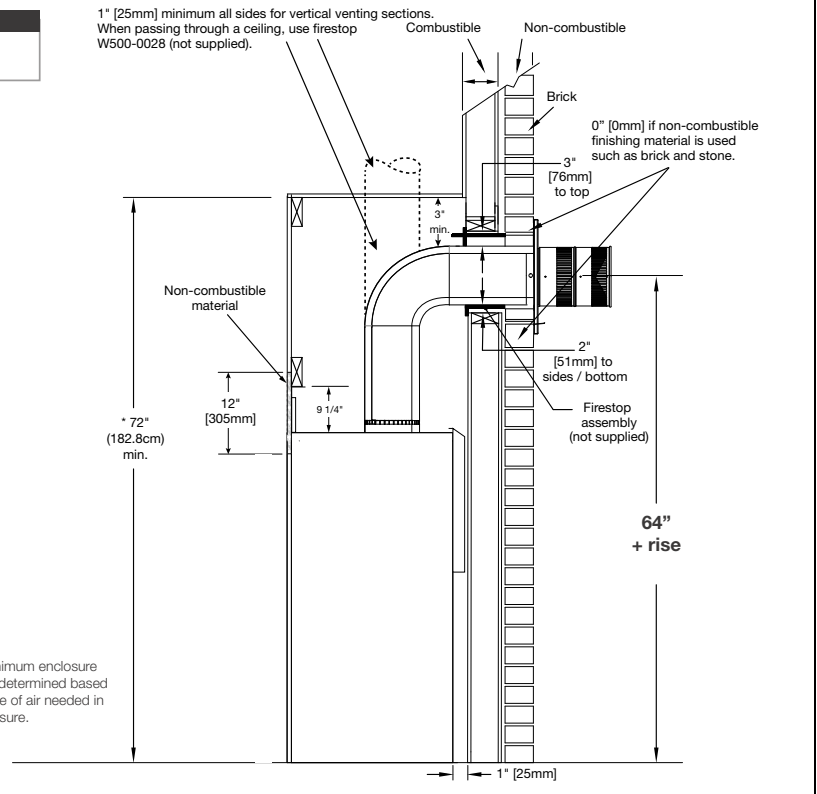 1" [25mm] minimum all sides for vertical venting sections.
When passing through a ceiling, use firestop
W500-0028 (not supplied).
Combustible
Non-combustible
Brick
0” [0mm] if non-combustible
finishing material is used
such as brick and stone.
3"
[76mm]
to top
3"
min.
Non-combustible
material
2"
[51mm] to
sides / bottom
12"
[305mm]
9 1/4"
Firestop
assembly
(not supplied)
* 72"
(182.8cm)
min.
64”
+ rise
enclosure
determined based
e of air needed in
1" [25mm]